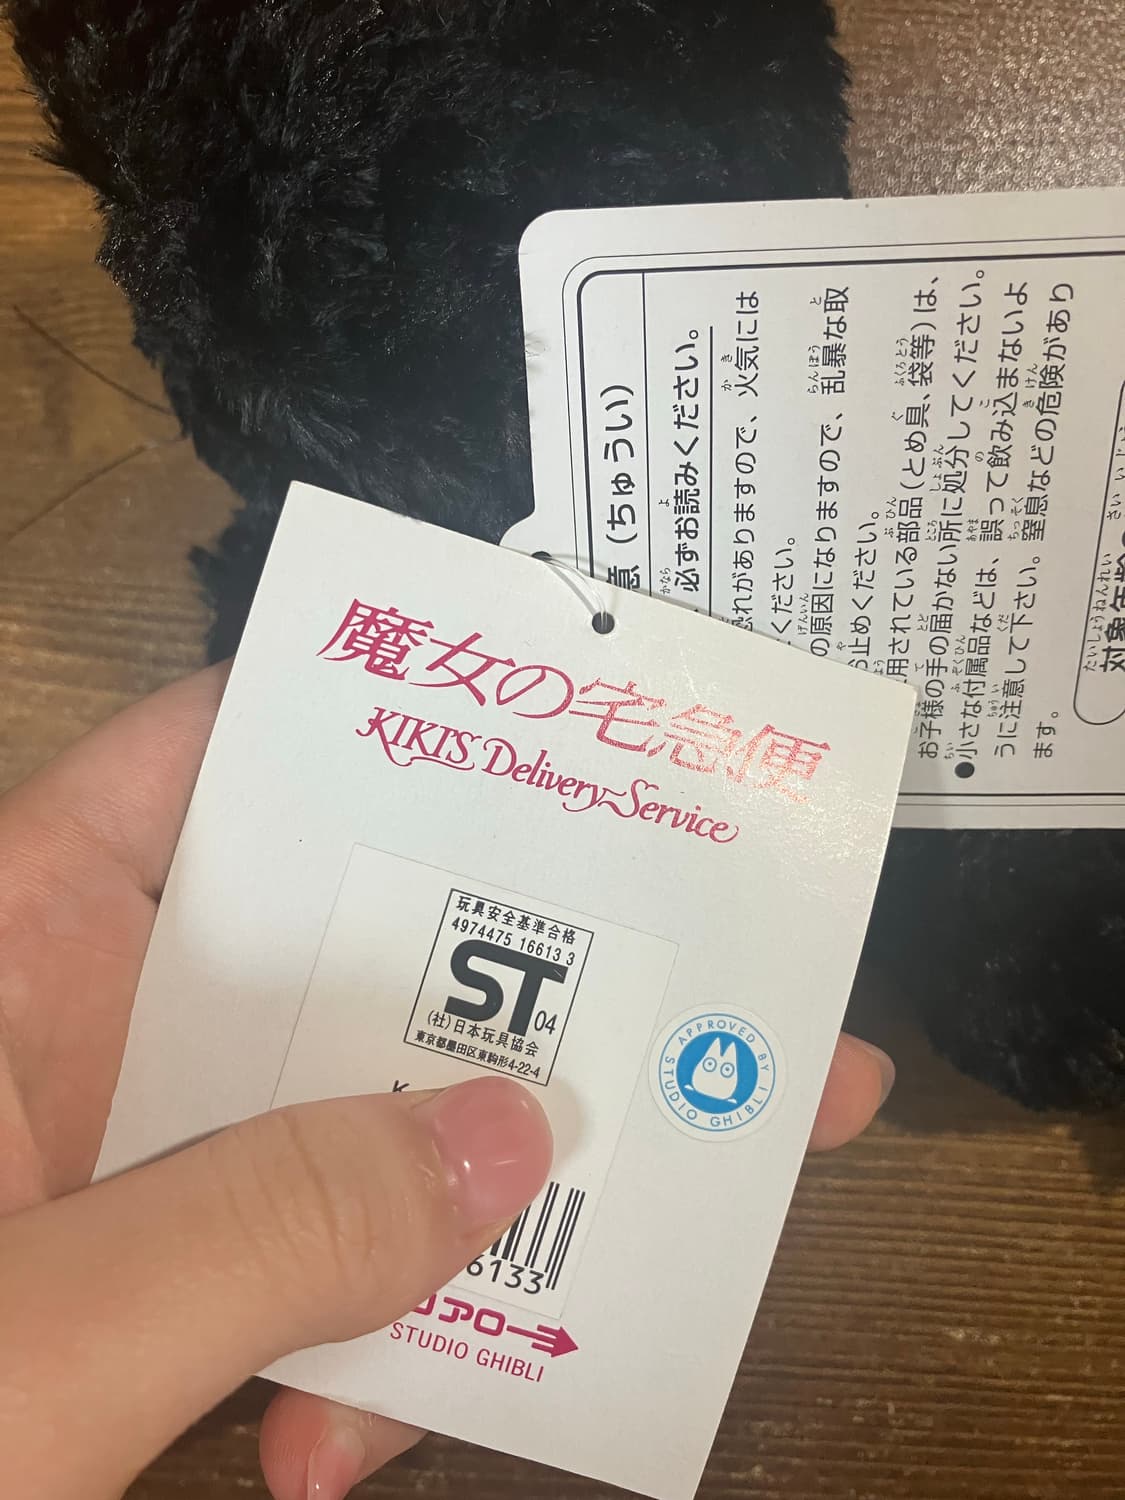 魔女の宅急便
KIKI'S Delivery Service
玩具安全基準合格
4974475 16613 3
ST 04
(社)日本玩具協会
東京都墨田区東駒形4-22-4
K
6133
アロー
STUDIO GHIBLI
APPROVED BY STUDIO GHIBLI
意(ちゅうい)
必ずお読みください。
恐れがありますので、火気には
ください。
の原因になりますので、乱暴な取
お止めください。
用されている部品(とめ具、袋等)は、
お子様の手の届かない所に処分してください。
●小さな付属品などは、誤って飲み込まないよ
うに注意して下さい。窒息などの危険があり
ます。
対象年齢